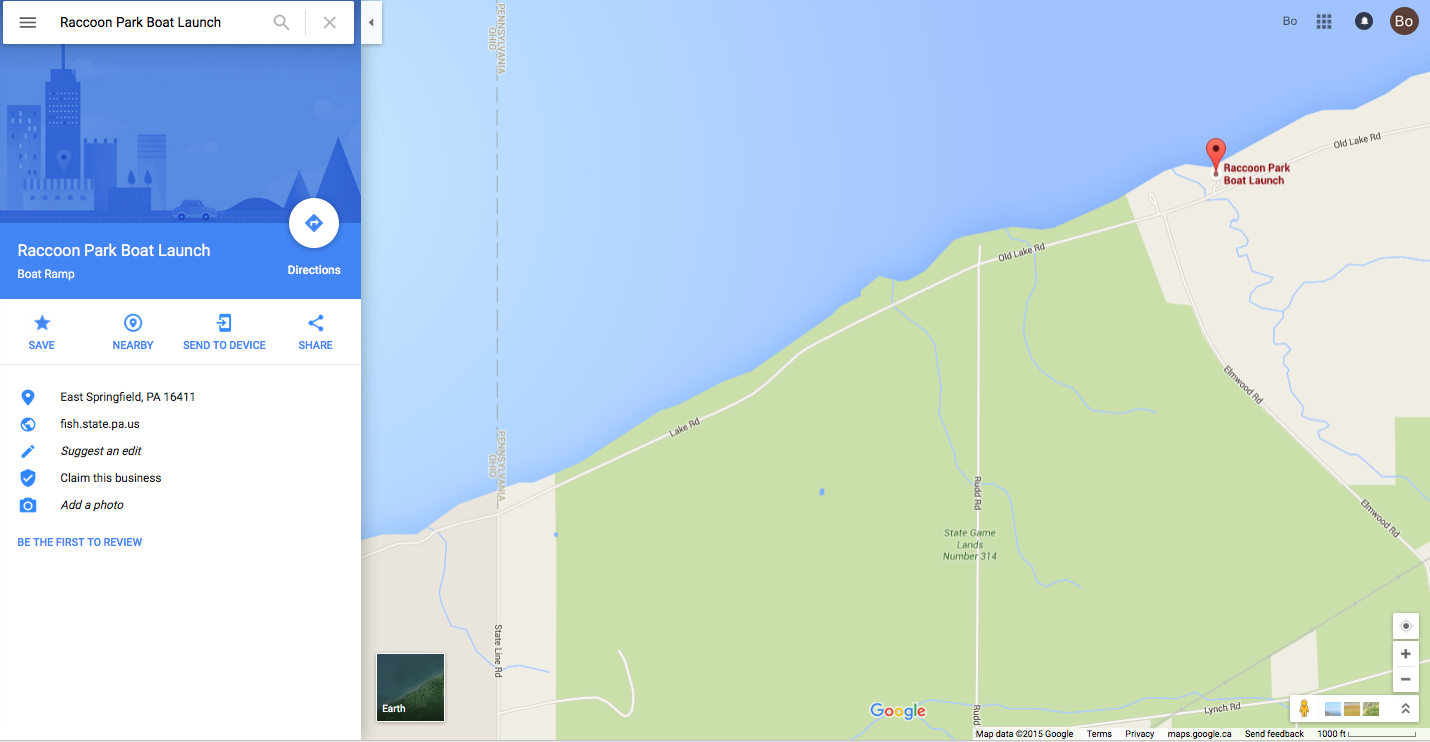 Raccoon Park Boat Launch
Raccoon Park Boat Launch
Boat Ramp
Directions
SAVE
NEARBY
SEND TO DEVICE
SHARE
East Springfield, PA 16411
fish.state.pa.us
Suggest an edit
Claim this business
Add a photo
BE THE FIRST TO REVIEW
Bo
Bo
PENNSYLVANIA
OHIO
Old Lake Rd
Raccoon Park
Boat Launch
Old Lake Rd
Elmwood Rd
Lake Rd
PENNSYLVANIA
OHIO
Rudd Rd
Elmwood Rd
State Game
Lands
Number 314
State Line Rd
Earth
Google
Rudd
Lynch Rd
Map data ©2015 Google
Terms
Privacy
maps.google.ca
Send feedback
1000 ft